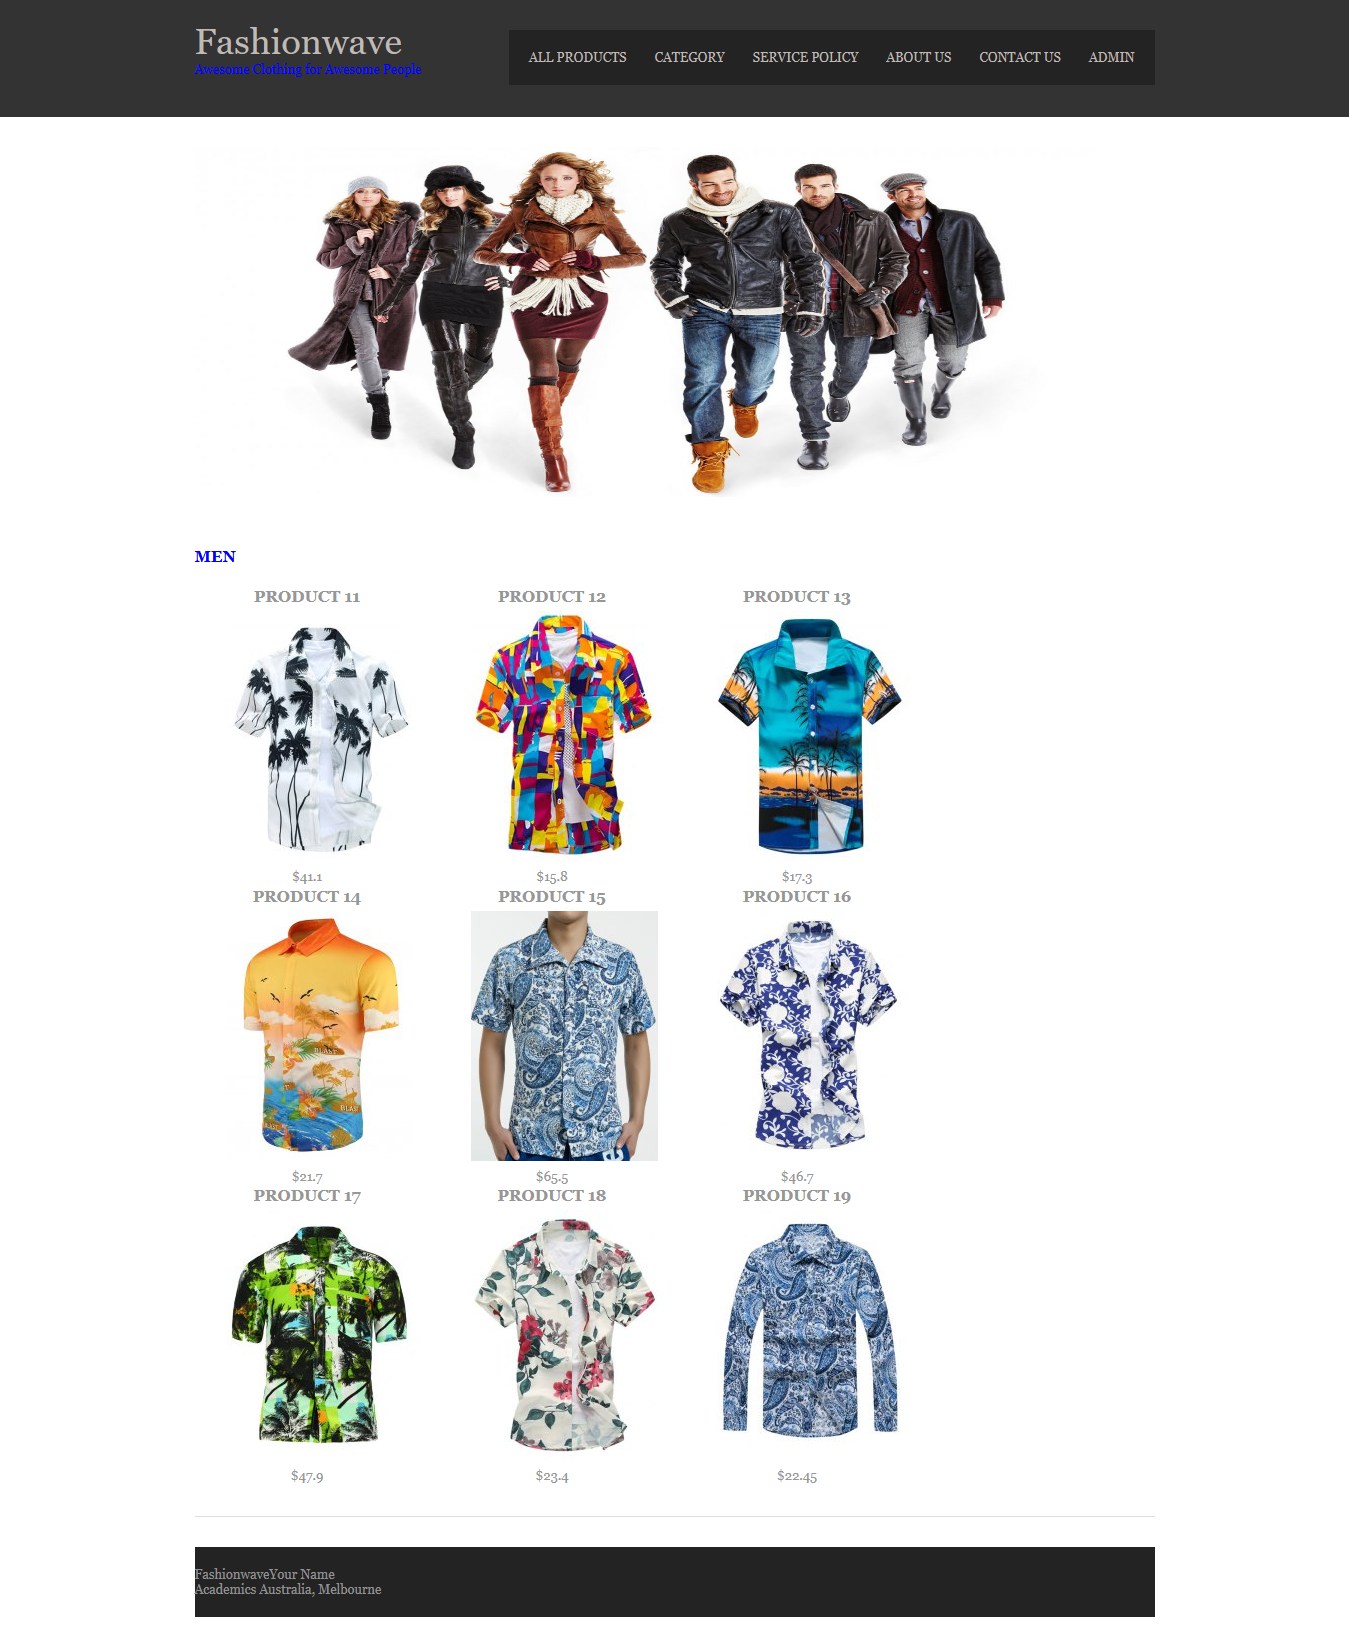 Fashionwave
Awesome Clothing for Awesome People
ALL PRODUCTS CATEGORY SERVICE POLICY ABOUT US CONTACT US ADMIN
MEN
PRODUCT 11 PRODUCT 12 PRODUCT 13
$41.1 $15.8 $17.3
PRODUCT 14 PRODUCT 15 PRODUCT 16
BLAST
BLAST
BLAST
$21.7 $65.5 $46.7
PRODUCT 17 PRODUCT 18 PRODUCT 19
$47.9 $23.4 $22.45
FashionwaveYour Name
Academics Australia, Melbourne